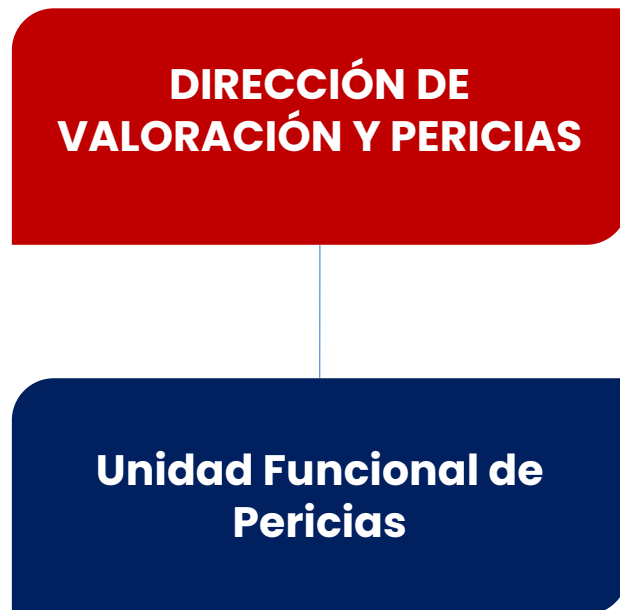 DIRECCIÓN DE
VALORACIÓN Y PERICIAS
Unidad Funcional de
Pericias